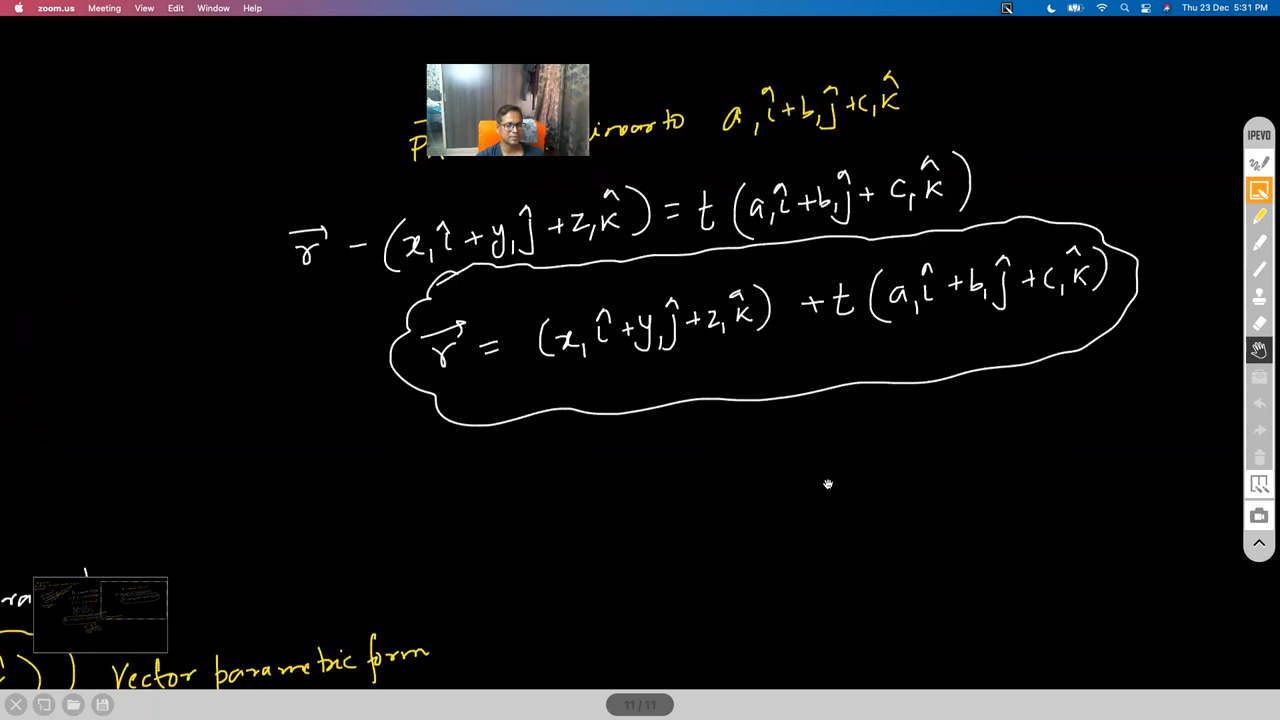 zoom.us Meeting View Edit Window Help Thu 23 Dec 5:31 PM
a₁î+b₁ĵ+c₁k̂
r⃗ - (x₁î+y₁ĵ+z₁k̂) = t (a₁î+b₁ĵ+c₁k̂)
r⃗ = (x₁î+y₁ĵ+z₁k̂) + t (a₁î+b₁ĵ+c₁k̂)
IPEVO
Vector parametric form
11 / 11